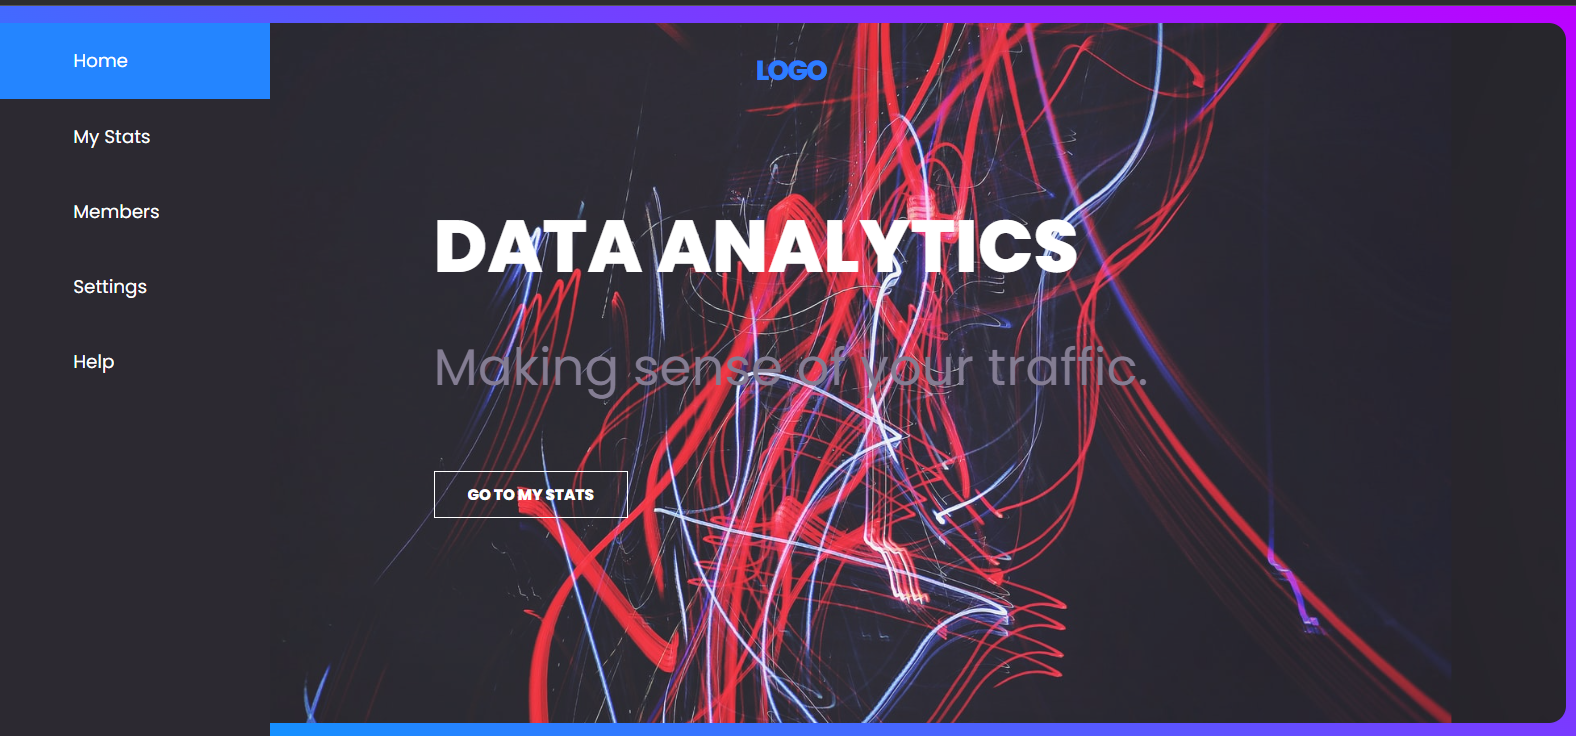 Home
My Stats
Members
Settings
Help
LOGO
DATA ANALYTICS
Making sense of your traffic.
GO TO MY STATS